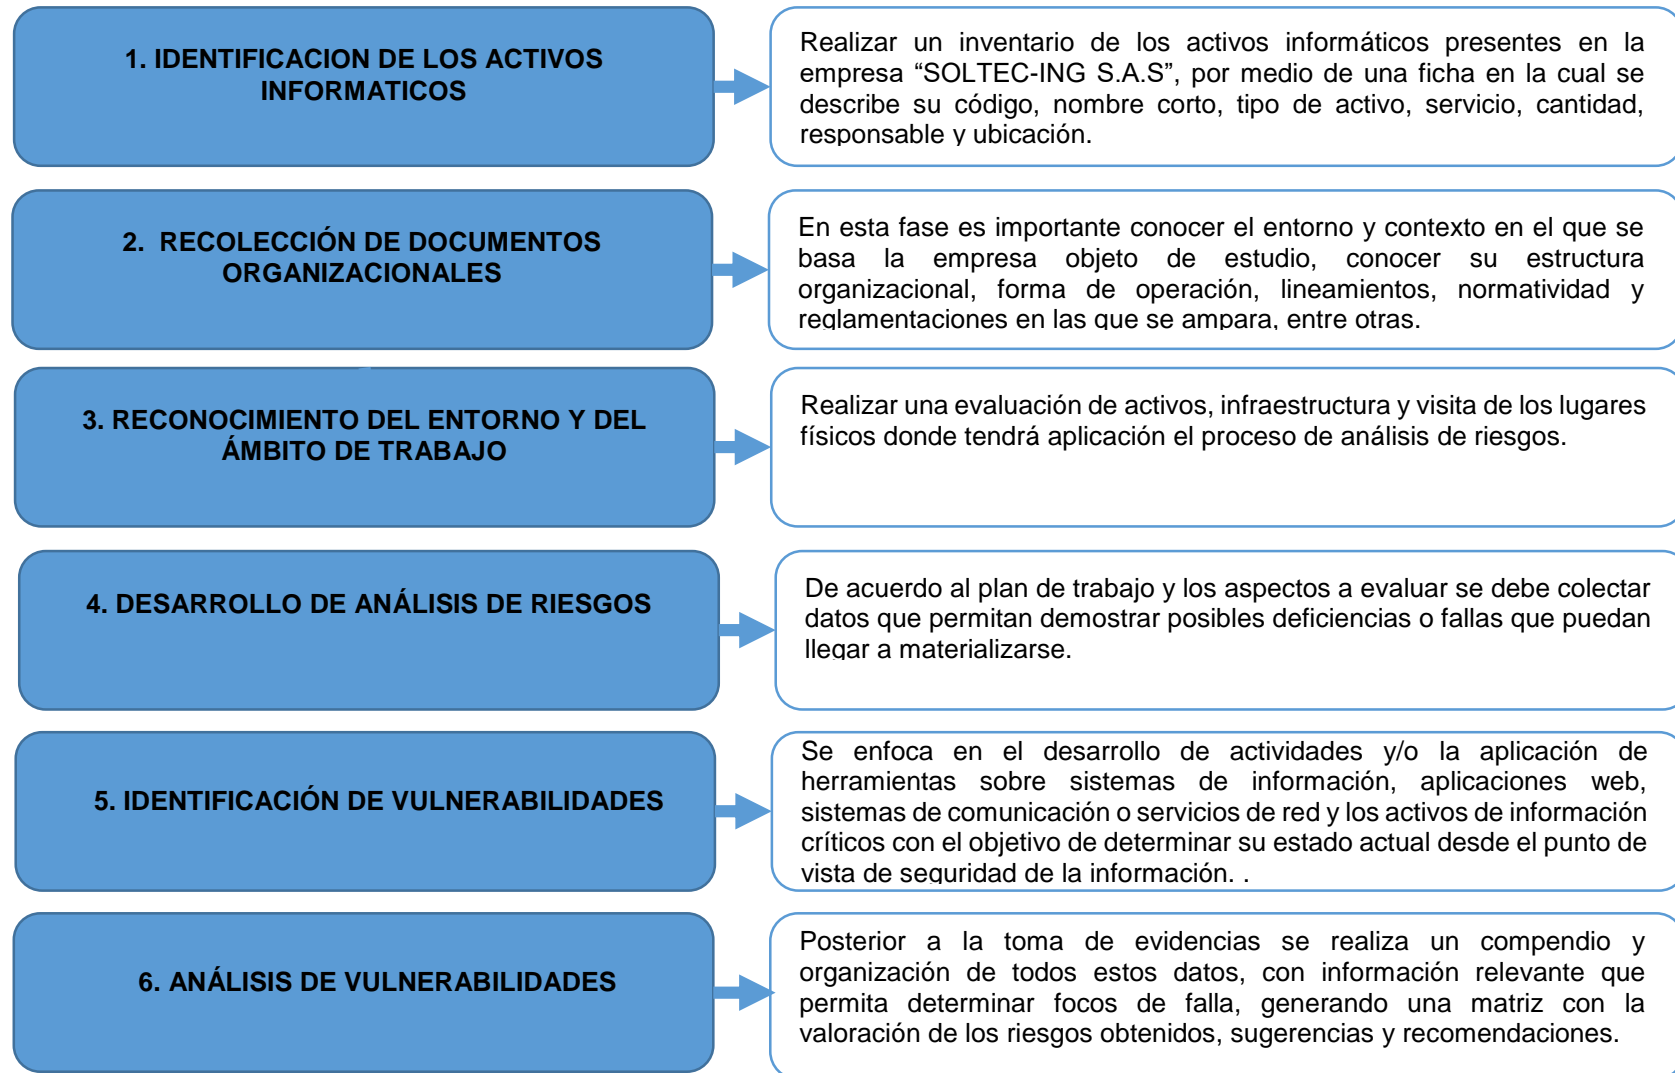 1. IDENTIFICACION DE LOS ACTIVOS
INFORMATICOS
Realizar un inventario de los activos informáticos presentes en la
empresa “SOLTEC-ING S.A.S”, por medio de una ficha en la cual se
describe su código, nombre corto, tipo de activo, servicio, cantidad,
responsable y ubicación.
2. RECOLECCIÓN DE DOCUMENTOS
ORGANIZACIONALES
En esta fase es importante conocer el entorno y contexto en el que se
basa la empresa objeto de estudio, conocer su estructura
organizacional, forma de operación, lineamientos, normatividad y
reglamentaciones en las que se ampara, entre otras.
3. RECONOCIMIENTO DEL ENTORNO Y DEL
ÁMBITO DE TRABAJO
Realizar una evaluación de activos, infraestructura y visita de los lugares
físicos donde tendrá aplicación el proceso de análisis de riesgos.
4. DESARROLLO DE ANÁLISIS DE RIESGOS
De acuerdo al plan de trabajo y los aspectos a evaluar se debe colectar
datos que permitan demostrar posibles deficiencias o fallas que puedan
llegar a materializarse.
5. IDENTIFICACIÓN DE VULNERABILIDADES
Se enfoca en el desarrollo de actividades y/o la aplicación de
herramientas sobre sistemas de información, aplicaciones web,
sistemas de comunicación o servicios de red y los activos de información
críticos con el objetivo de determinar su estado actual desde el punto de
vista de seguridad de la información. .
6. ANÁLISIS DE VULNERABILIDADES
Posterior a la toma de evidencias se realiza un compendio y
organización de todos estos datos, con información relevante que
permita determinar focos de falla, generando una matriz con la
valoración de los riesgos obtenidos, sugerencias y recomendaciones.